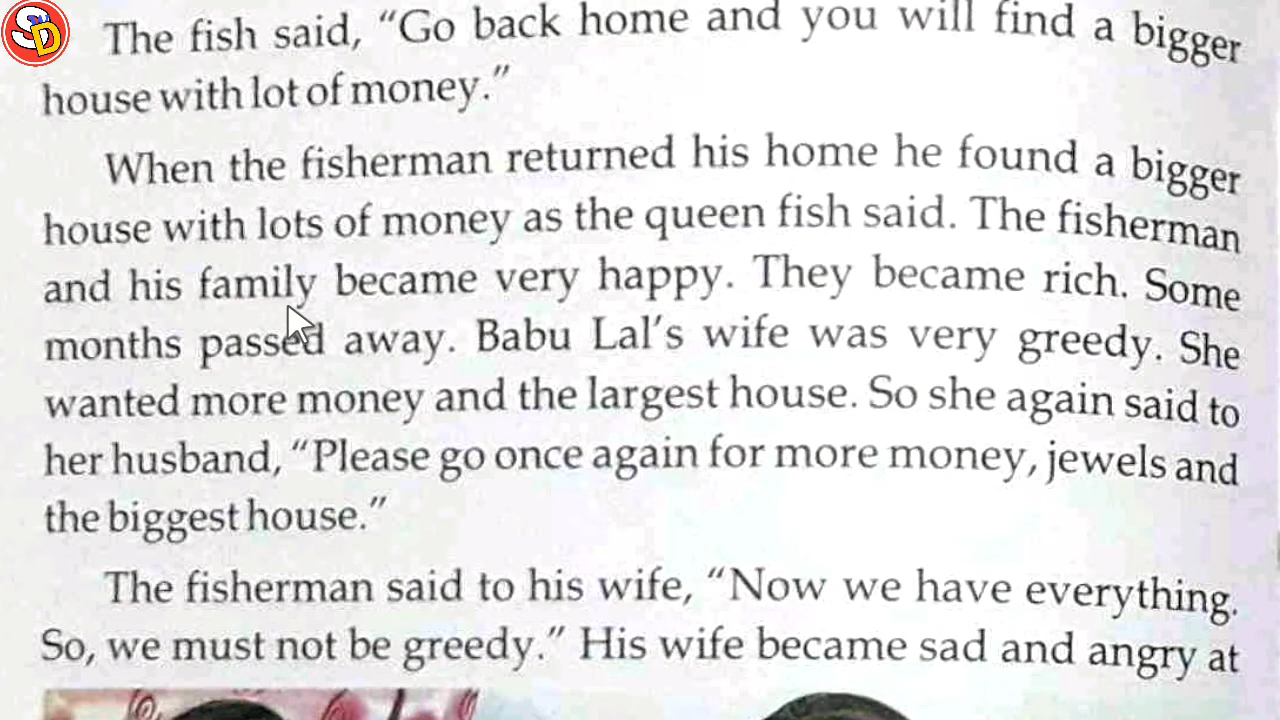 SD
The fish said, “Go back home and you will find a bigger
house with lot of money.”
When the fisherman returned his home he found a bigger
house with lots of money as the queen fish said. The fisherman
and his family became very happy. They became rich. Some
months passed away. Babu Lal’s wife was very greedy. She
wanted more money and the largest house. So she again said to
her husband, “Please go once again for more money, jewels and
the biggest house.”
The fisherman said to his wife, “Now we have everything.
So, we must not be greedy.” His wife became sad and angry at